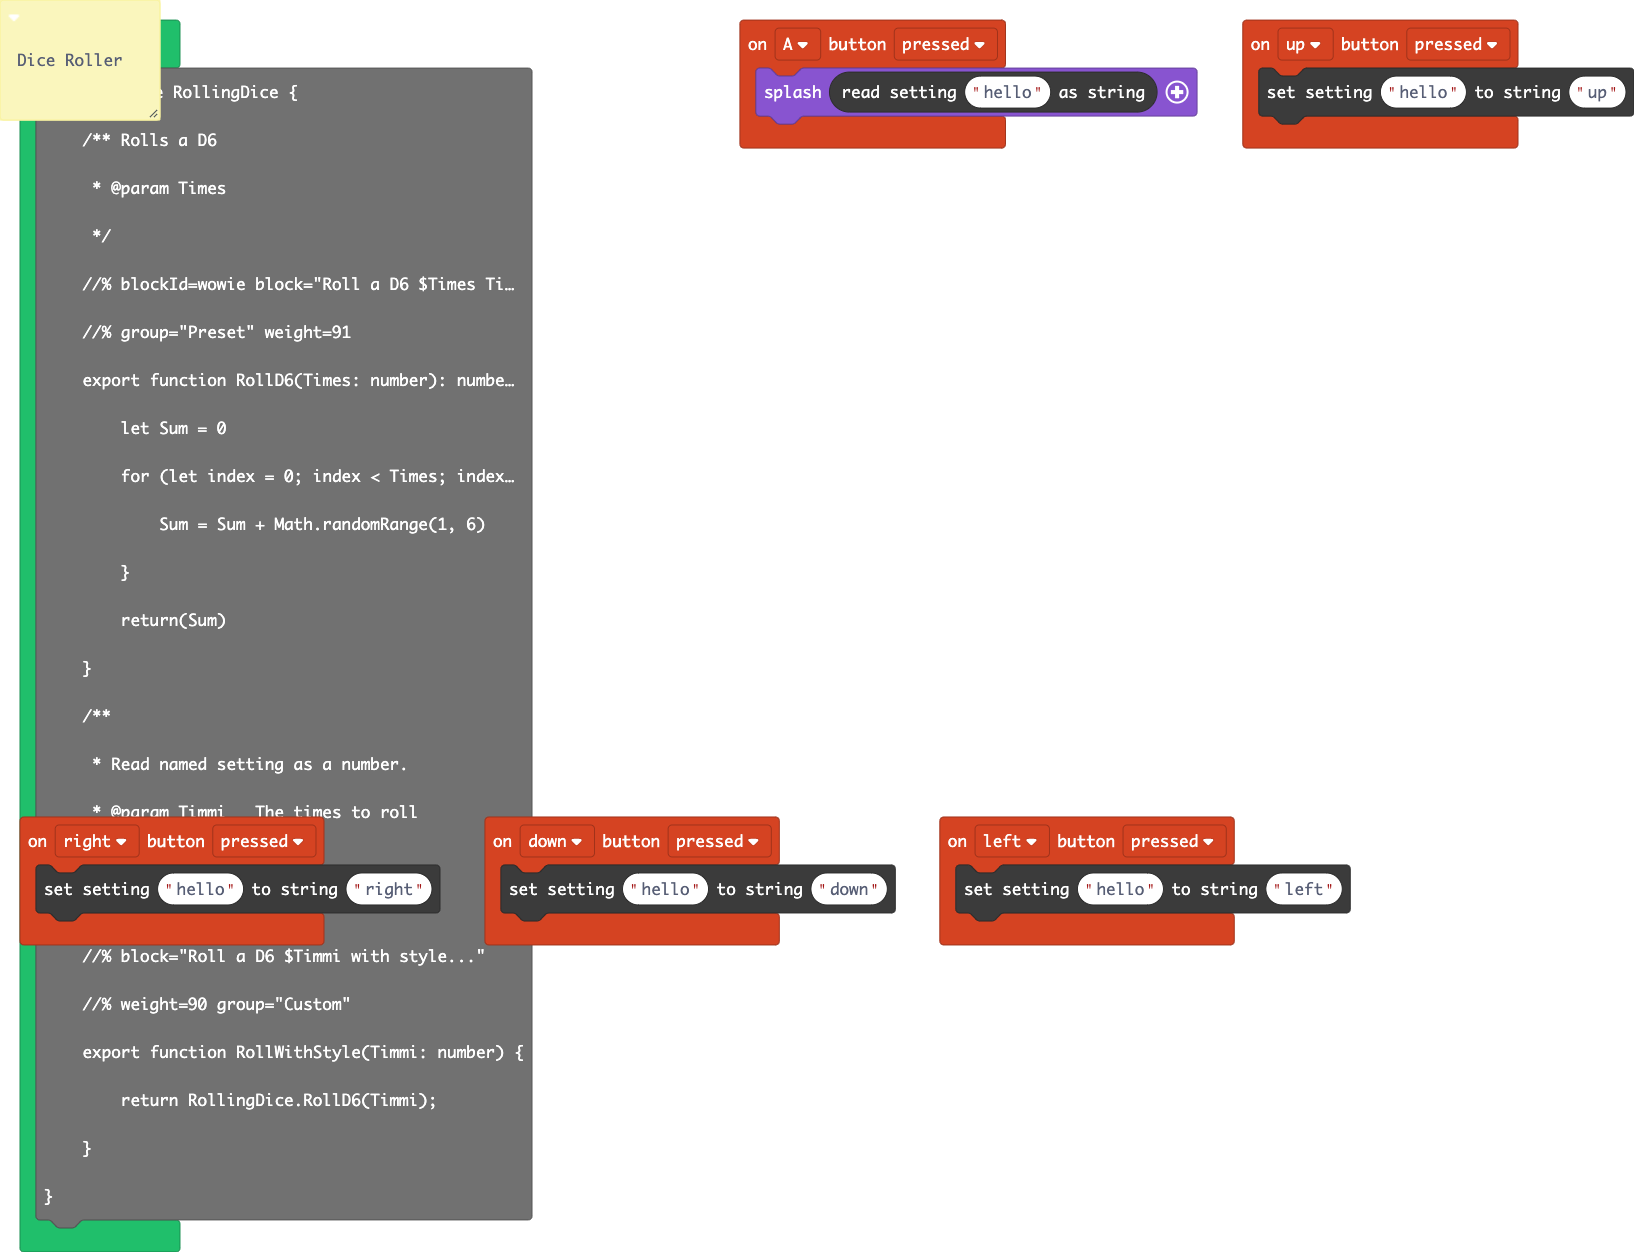 Dice Roller
RollingDice {
/** Rolls a D6
* @param Times
*/
//% blockId=wowie block="Roll a D6 $Times Ti…
//% group="Preset" weight=91
export function RollD6(Times: number): numbe…
let Sum = 0
for (let index = 0; index < Times; index…
Sum = Sum + Math.randomRange(1, 6)
}
return(Sum)
}
/**
* Read named setting as a number.
* @param Timmi   The times to roll
//% block="Roll a D6 $Timmi with style..."
//% weight=90 group="Custom"
export function RollWithStyle(Timmi: number) {
return RollingDice.RollD6(Timmi);
}
}
on A button pressed
splash read setting "hello" as string
on up button pressed
set setting "hello" to string "up"
on right button pressed
set setting "hello" to string "right"
on down button pressed
set setting "hello" to string "down"
on left button pressed
set setting "hello" to string "left"